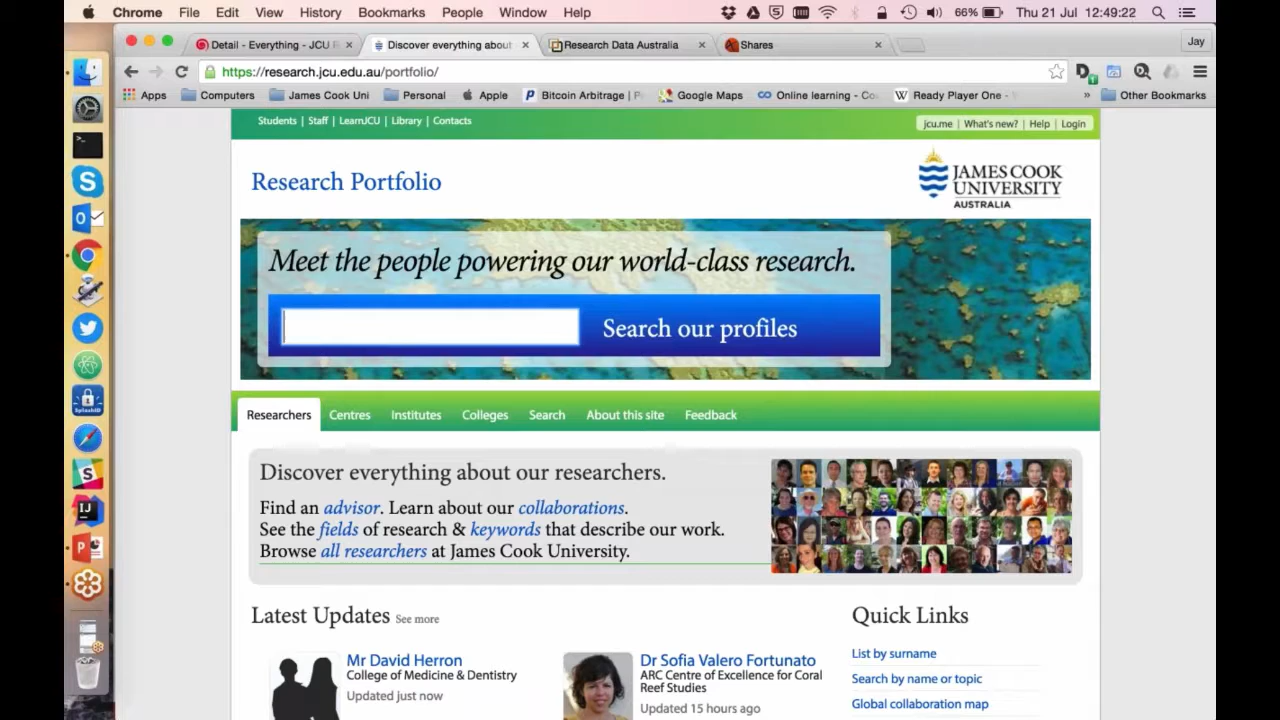 Chrome File Edit View History Bookmarks People Window Help 66% Thu 21 Jul 12:49:22
Detail - Everything - JCU Discover everything about Research Data Australia Shares Jay
https://research.jcu.edu.au/portfolio/
Apps Computers James Cook Uni Personal Apple Bitcoin Arbitrage | Google Maps Online learning - Ready Player One - » Other Bookmarks
Students | Staff | LearnJCU | Library | Contacts jcu.me | What's new? | Help | Login
Research Portfolio
JAMES COOK
UNIVERSITY
AUSTRALIA
Meet the people powering our world-class research.
Search our profiles
Researchers Centres Institutes Colleges Search About this site Feedback
Discover everything about our researchers.
Find an advisor. Learn about our collaborations.
See the fields of research & keywords that describe our work.
Browse all researchers at James Cook University.
Latest Updates See more Quick Links
Mr David Herron
College of Medicine & Dentistry
Updated just now
Dr Sofia Valero Fortunato
ARC Centre of Excellence for Coral
Reef Studies
Updated 15 hours ago
List by surname
Search by name or topic
Global collaboration map